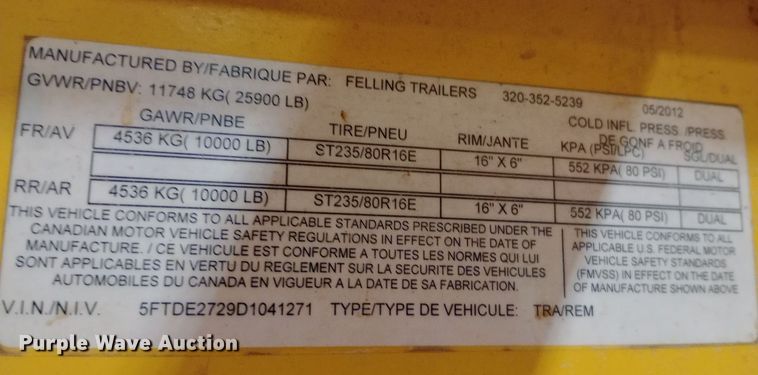 MANUFACTURED BY/FABRIQUE PAR: FELLING TRAILERS 320-352-5239 05/2012
GVWR/PNBV: 11748 KG( 25900 LB)
GAWR/PNBE TIRE/PNEU RIM/JANTE COLD INFL. PRESS /PRESS
DE GONF A FROID
KPA (PSI/LPC) SGL/DUAL
FR/AV 4536 KG( 10000 LB) ST235/80R16E 16" X 6" 552 KPA( 80 PSI) DUAL
RR/AR 4536 KG( 10000 LB) ST235/80R16E 16" X 6" 552 KPA( 80 PSI) DUAL
THIS VEHICLE CONFORMS TO ALL APPLICABLE STANDARDS PRESCRIBED UNDER THE
CANADIAN MOTOR VEHICLE SAFETY REGULATIONS IN EFFECT ON THE DATE OF
MANUFACTURE. / CE VEHICULE EST CONFORME A TOUTES LES NORMES QUI LUI
SONT APPLICABLES EN VERTU DU REGLEMENT SUR LA SECURITE DES VEHICULES
AUTOMOBILES DU CANADA EN VIGUEUR A LA DATE DE SA FABRICATION.
THIS VEHICLE CONFORMS TO ALL
APPLICABLE U.S. FEDERAL MOTOR
VEHICLE SAFETY STANDARDS
(FMVSS) IN EFFECT ON THE DATE
OF MANUFACTURE SHOWN ABOVE
V.I.N./N.I.V. 5FTDE2729D1041271 TYPE/TYPE DE VEHICULE: TRA/REM
Purple Wave Auction